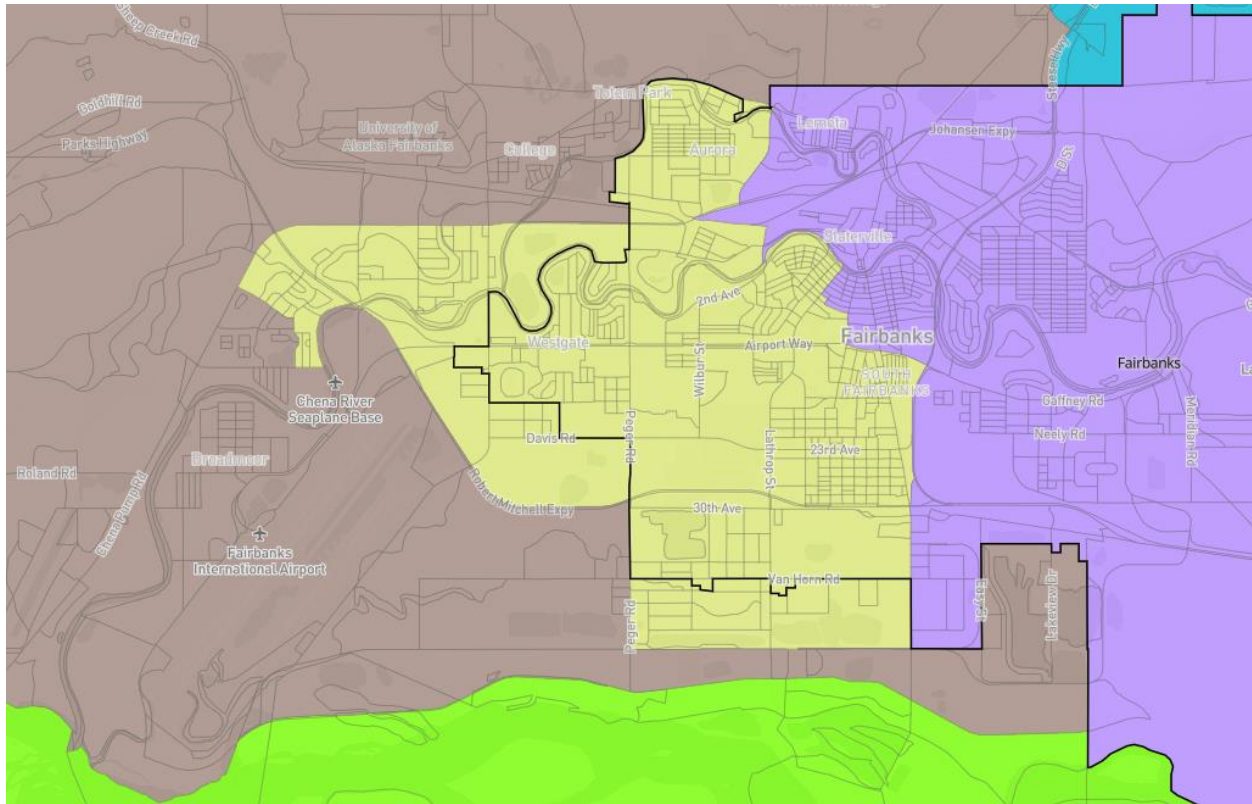 Sheep Creek Rd
Goldhill Rd
Parks Highway
University of
Alaska Fairbanks
College
Totem Park
Aurora
Lemeta
Johansen Expy
Steese Hwy
D St
Slaterville
2nd Ave
Fairbanks
Westgate
Airport Way
Wilbur St
SOUTH
FAIRBANKS
Fairbanks
Chena River
Seaplane Base
Gaffney Rd
Meridian Rd
Neely Rd
Davis Rd
Peger Rd
Lathrop St
23rd Ave
Broadmoor
Roland Rd
Chena Pump Rd
Robert Mitchell Expy
30th Ave
Fairbanks
International Airport
Van Horn Rd
Peger Rd
Easy St
Lakeview Dr